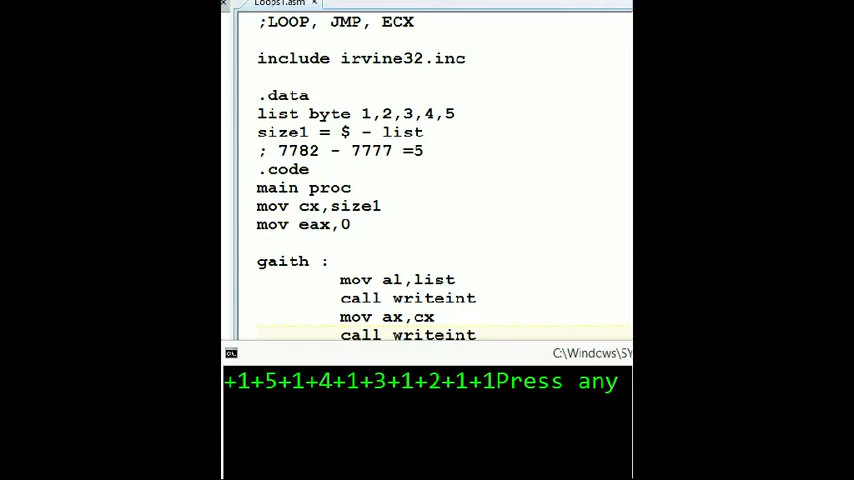 Loops1.asm
;LOOP, JMP, ECX
include irvine32.inc
.data
list byte 1,2,3,4,5
size1 = $ - list
; 7782 - 7777 =5
.code
main proc
mov cx,size1
mov eax,0
gaith :
mov al,list
call writeint
mov ax,cx
call writeint
C:\Windows\SY
+1+5+1+4+1+3+1+2+1+1Press any